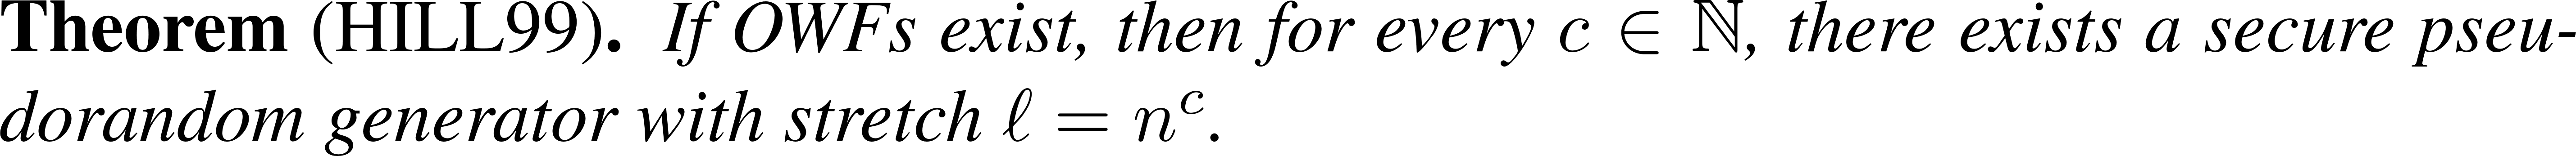 Theorem (HILL99). If OWFs exist, then for every c ∈ ℕ, there exists a secure pseu-
dorandom generator with stretch ℓ = n^c.